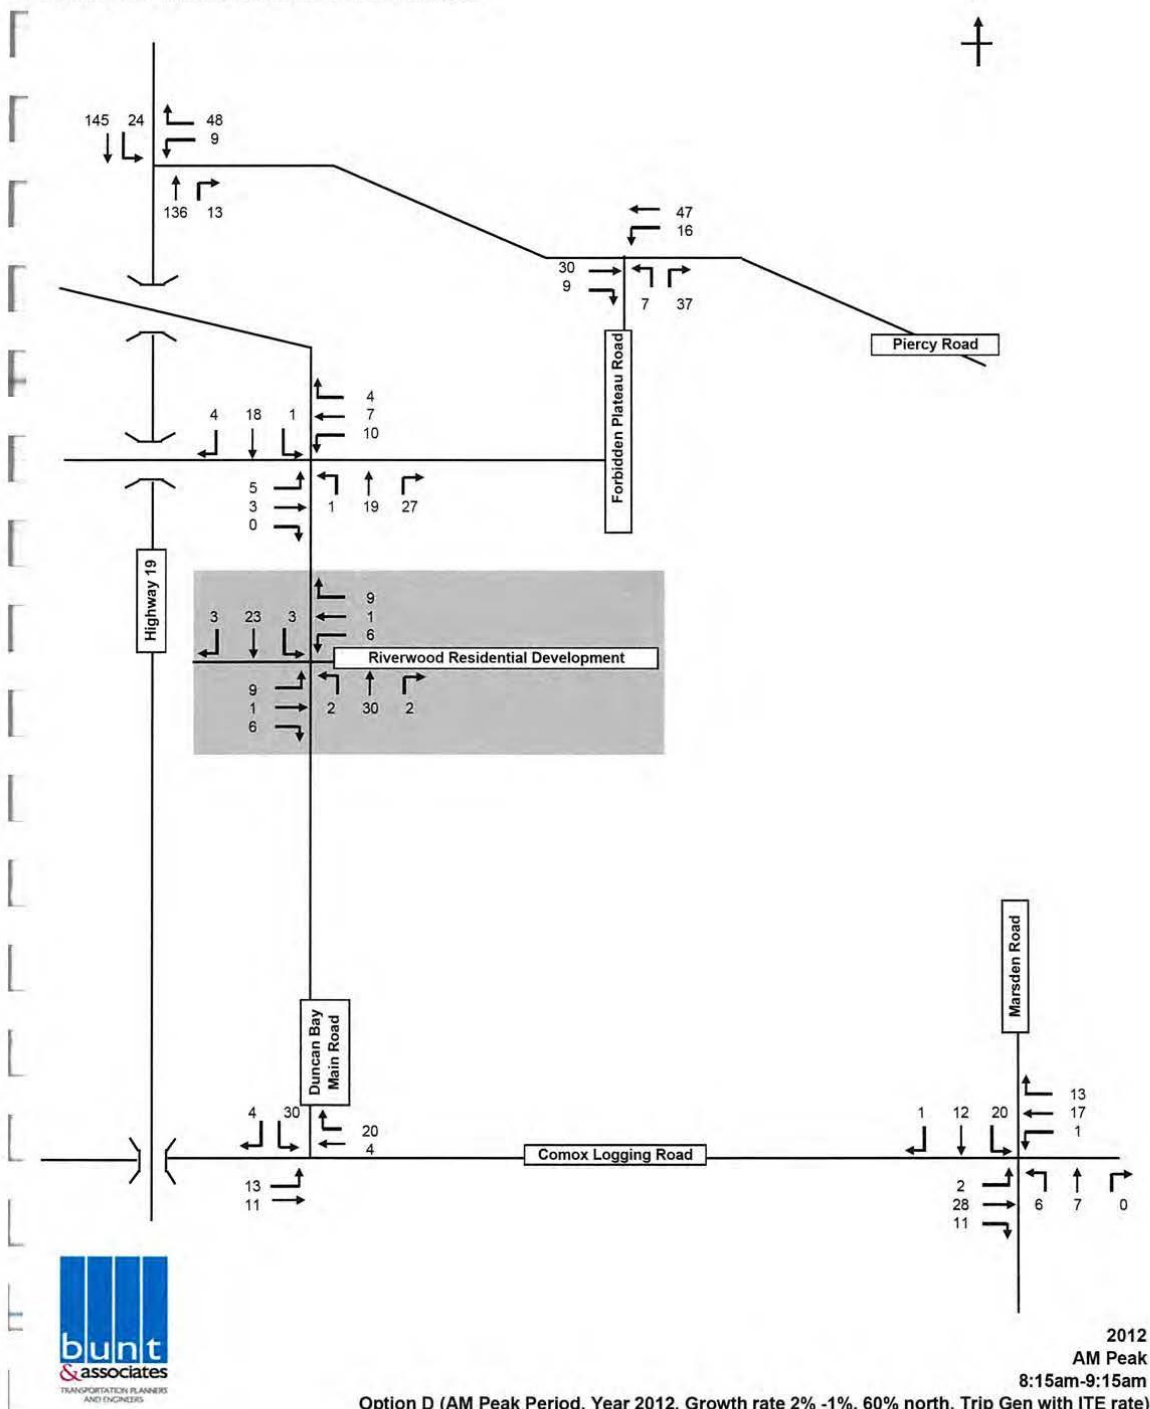 145 24 48
9
136 13
47
16
30
9
7 37
Piercy Road
Forbidden Plateau Road
4
4 18 1 7
10
5
3
0
1 19 27
Highway 19
9
3 23 3 1
6
Riverwood Residential Development
9
1
6
2 30 2
Marsden Road
Duncan Bay
Main Road
4 30
20
4
13
11
Comox Logging Road
13
1 12 20 17
1
2
28
11
6 7 0
bunt
&associates
TRANSPORTATION PLANNERS
AND ENGINEERS
2012
AM Peak
8:15am-9:15am
Option D (AM Peak Period, Year 2012, Growth rate 2% -1%, 60% north, Trip Gen with ITE rate)